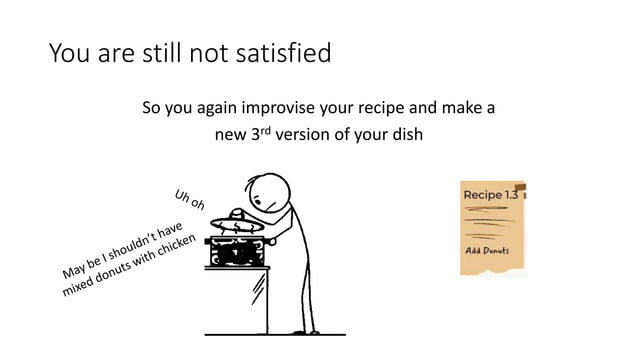 You are still not satisfied
So you again improvise your recipe and make a
new 3rd version of your dish
Uh oh
May be I shouldn't have
mixed donuts with chicken
Recipe 1.3
Add Donuts